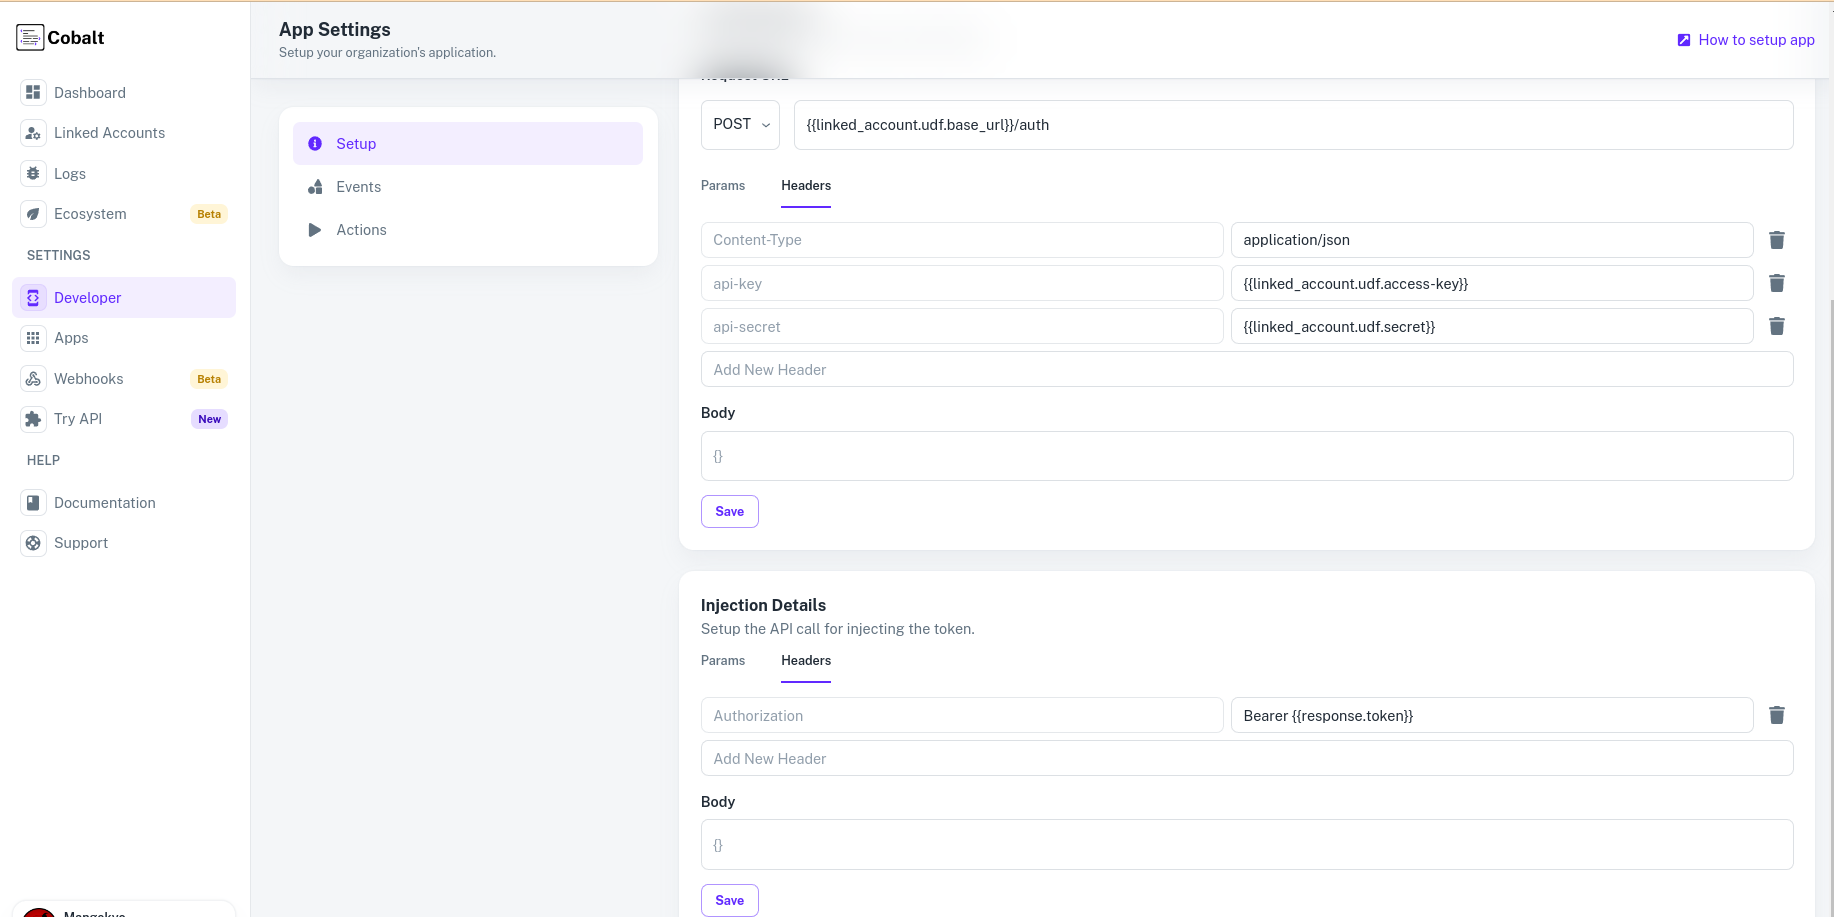 Cobalt
Dashboard
Linked Accounts
Logs
Ecosystem
Beta
SETTINGS
Developer
Apps
Webhooks
Beta
Try API
New
HELP
Documentation
Support
App Settings
Setup your organization's application.
How to setup app
Setup
Events
Actions
POST
{{linked_account.udf.base_url}}/auth
Params
Headers
Content-Type
application/json
api-key
{{linked_account.udf.access-key}}
api-secret
{{linked_account.udf.secret}}
Add New Header
Body
{}
Save
Injection Details
Setup the API call for injecting the token.
Params
Headers
Authorization
Bearer {{response.token}}
Add New Header
Body
{}
Save